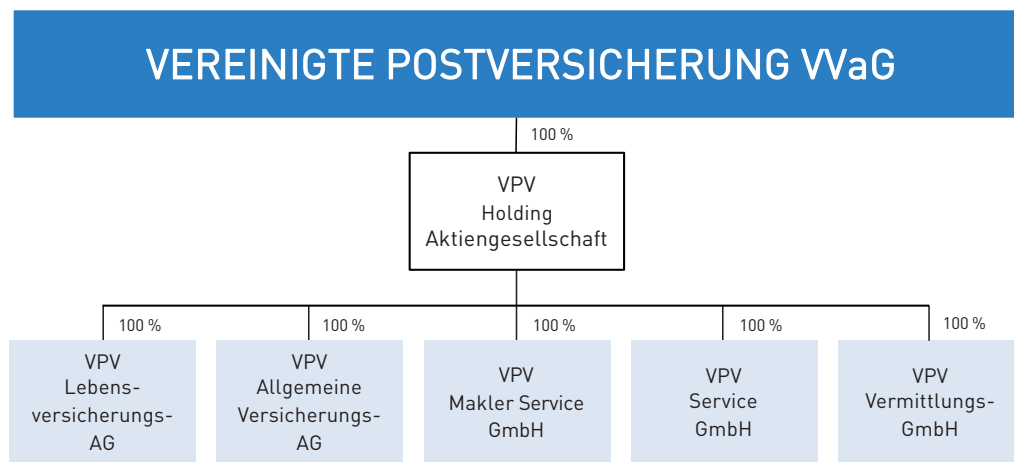 VEREINIGTE POSTVERSICHERUNG VVaG
100 %
VPV
Holding
Aktiengesellschaft
100 %
100 %
100 %
100 %
100 %
VPV
Lebens-
versicherungs-
AG
VPV
Allgemeine
Versicherungs-
AG
VPV
Makler Service
GmbH
VPV
Service
GmbH
VPV
Vermittlungs-
GmbH